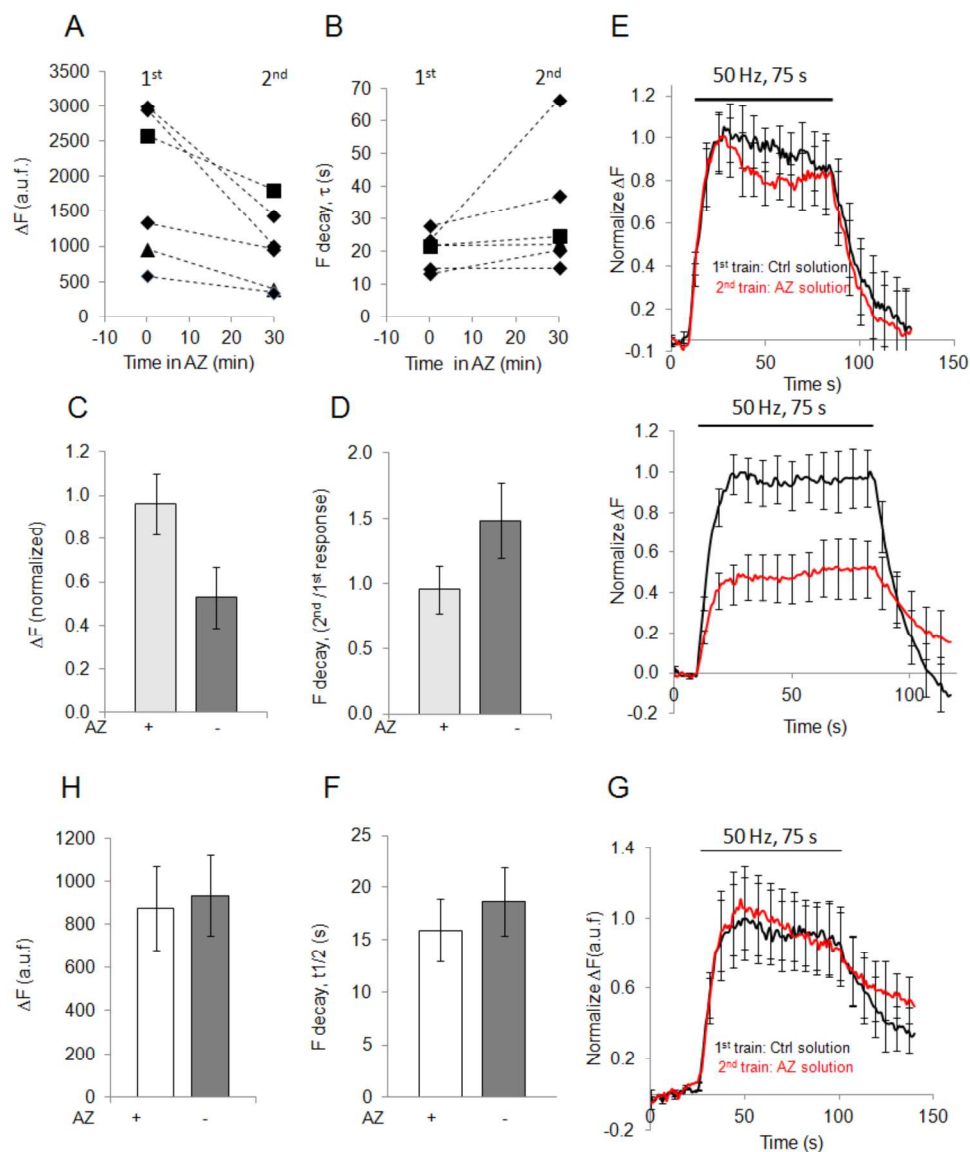 A
3500
3000
2500
2000
1500
1000
500
0
-10 0 10 20 30
1st 2nd
ΔF (a.u.f.)
Time in AZ (min)
B
70
60
50
40
30
20
10
0
-10 0 10 20 30
1st 2nd
F decay, τ (s)
Time in AZ (min)
E
50 Hz, 75 s
1.2
1.0
0.8
0.6
0.4
0.2
-0.1
Normalize ΔF
1st train: Ctrl solution
2nd train: AZ solution
0 50 100 150
Time s)
50 Hz, 75 s
1.2
1.0
0.8
0.6
0.4
0.2
0.0
-0.2
Normalize ΔF
0 50 100
Time (s)
C
1.2
1.0
0.8
0.6
0.4
0.2
0.0
ΔF (normalized)
AZ + -
D
2.0
1.5
1.0
0.5
0.0
F decay, (2nd /1st response)
AZ + -
H
1200
1000
800
600
400
200
0
ΔF (a.u.f)
AZ + -
F
25
20
15
10
5
0
F decay, t1/2 (s)
AZ + -
G
50 Hz, 75 s
1.4
1.0
0.6
0.2
-0.2
Normalize ΔF(a.u.f)
1st train: Ctrl solution
2nd train: AZ solution
0 50 100 150
Time (s)